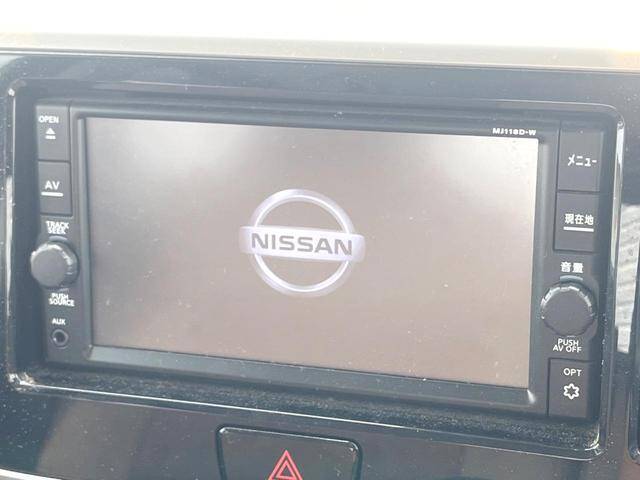 OPEN
MJ118D-W
AV
メニュー
TRACK
SEEK
現在地
NISSAN
音量
PUSH
SOURCE
AUX
PUSH
AV OFF
OPT